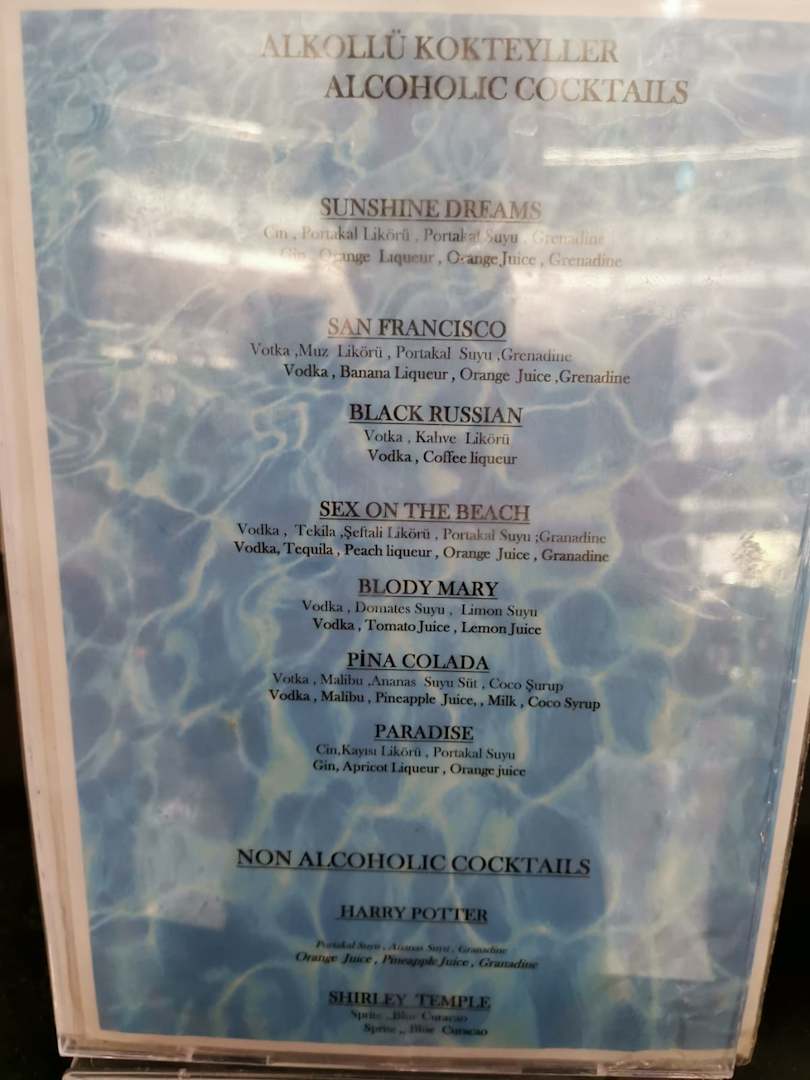 ALKOLLÜ KOKTEYLLER
ALCOHOLIC COCKTAILS
SUNSHINE DREAMS
Cin , Portakal Likörü , Portakal Suyu , Grenadine
Gin , Orange Liqueur , Orange Juice , Grenadine
SAN FRANCISCO
Votka ,Muz Likörü , Portakal Suyu ,Grenadine
Vodka , Banana Liqueur , Orange Juice ,Grenadine
BLACK RUSSIAN
Votka , Kahve Likörü
Vodka , Coffee liqueur
SEX ON THE BEACH
Vodka , Tekila ,Şeftali Likörü , Portakal Suyu ;Granadine
Vodka, Tequila , Peach liqueur , Orange Juice , Granadine
BLODY MARY
Vodka , Domates Suyu , Limon Suyu
Vodka , Tomato Juice , Lemon Juice
PİNA COLADA
Votka , Malibu ,Ananas Suyu Süt , Coco Şurup
Vodka , Malibu , Pineapple Juice, , Milk , Coco Syrup
PARADISE
Cin,Kayısı Likörü , Portakal Suyu
Gin, Apricot Liqueur , Orange juice
NON ALCOHOLIC COCKTAILS
HARRY POTTER
Portakal Suyu , Ananas Suyu , Granadine
Orange Juice , Pineapple Juice , Granadine
SHIRLEY TEMPLE
Sprite ,,Blue Curacao
Sprite ,, Blue Curacao